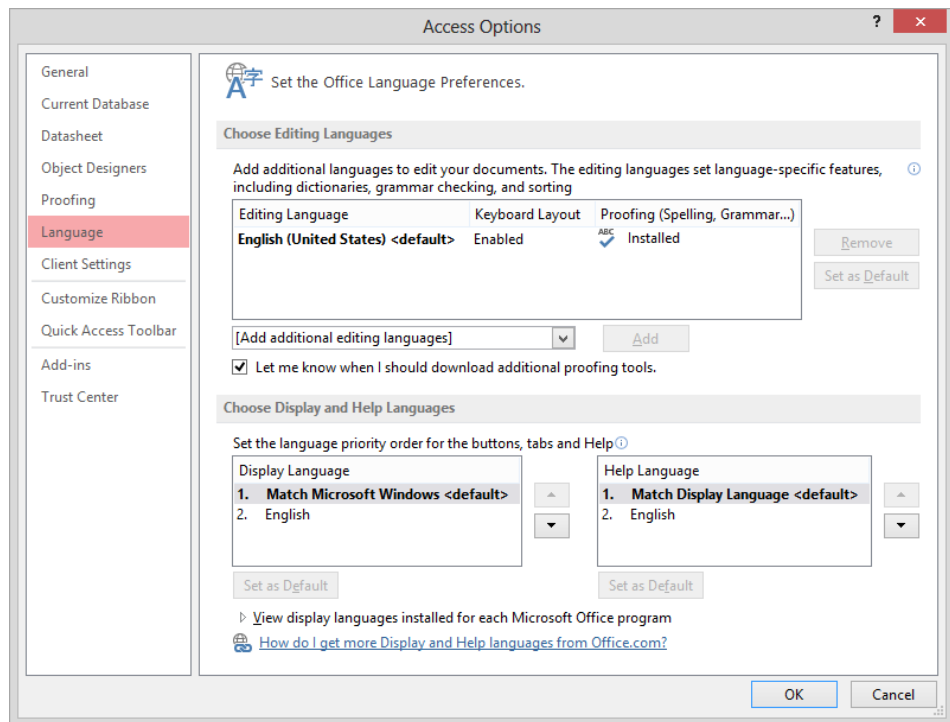 Access Options
?
General
Current Database
Datasheet
Object Designers
Proofing
Language
Client Settings
Customize Ribbon
Quick Access Toolbar
Add-ins
Trust Center
A字 Set the Office Language Preferences.
Choose Editing Languages
Add additional languages to edit your documents. The editing languages set language-specific features,
including dictionaries, grammar checking, and sorting
Editing Language Keyboard Layout Proofing (Spelling, Grammar...)
English (United States) <default> Enabled ABC Installed
Remove
Set as Default
[Add additional editing languages] Add
Let me know when I should download additional proofing tools.
Choose Display and Help Languages
Set the language priority order for the buttons, tabs and Help
Display Language
1. Match Microsoft Windows <default>
2. English
Set as Default
Help Language
1. Match Display Language <default>
2. English
Set as Default
View display languages installed for each Microsoft Office program
How do I get more Display and Help languages from Office.com?
OK Cancel